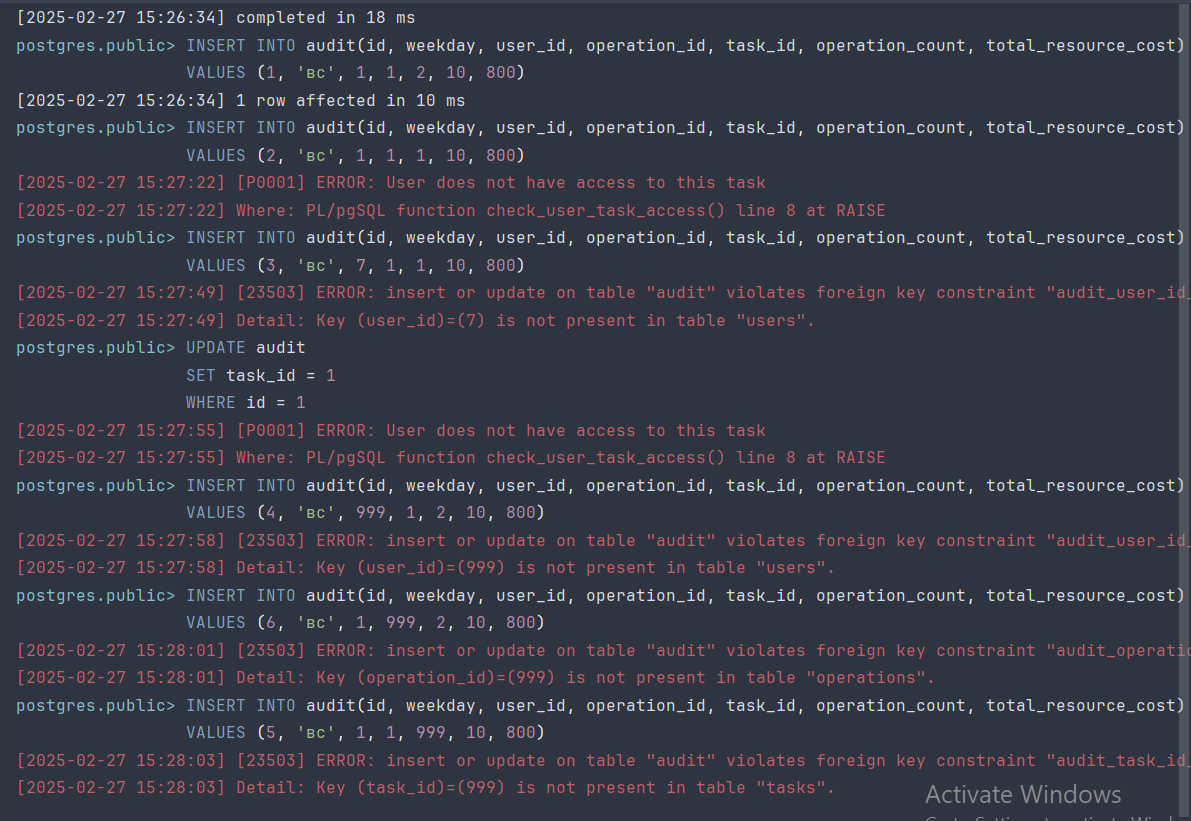 [2025-02-27 15:26:34] completed in 18 ms
postgres.public> INSERT INTO audit(id, weekday, user_id, operation_id, task_id, operation_count, total_resource_cost)
VALUES (1, 'вс', 1, 1, 2, 10, 800)
[2025-02-27 15:26:34] 1 row affected in 10 ms
postgres.public> INSERT INTO audit(id, weekday, user_id, operation_id, task_id, operation_count, total_resource_cost)
VALUES (2, 'вс', 1, 1, 1, 10, 800)
[2025-02-27 15:27:22] [P0001] ERROR: User does not have access to this task
[2025-02-27 15:27:22] Where: PL/pgSQL function check_user_task_access() line 8 at RAISE
postgres.public> INSERT INTO audit(id, weekday, user_id, operation_id, task_id, operation_count, total_resource_cost)
VALUES (3, 'вс', 7, 1, 1, 10, 800)
[2025-02-27 15:27:49] [23503] ERROR: insert or update on table "audit" violates foreign key constraint "audit_user_id_
[2025-02-27 15:27:49] Detail: Key (user_id)=(7) is not present in table "users".
postgres.public> UPDATE audit
SET task_id = 1
WHERE id = 1
[2025-02-27 15:27:55] [P0001] ERROR: User does not have access to this task
[2025-02-27 15:27:55] Where: PL/pgSQL function check_user_task_access() line 8 at RAISE
postgres.public> INSERT INTO audit(id, weekday, user_id, operation_id, task_id, operation_count, total_resource_cost)
VALUES (4, 'вс', 999, 1, 2, 10, 800)
[2025-02-27 15:27:58] [23503] ERROR: insert or update on table "audit" violates foreign key constraint "audit_user_id_
[2025-02-27 15:27:58] Detail: Key (user_id)=(999) is not present in table "users".
postgres.public> INSERT INTO audit(id, weekday, user_id, operation_id, task_id, operation_count, total_resource_cost)
VALUES (6, 'вс', 1, 999, 2, 10, 800)
[2025-02-27 15:28:01] [23503] ERROR: insert or update on table "audit" violates foreign key constraint "audit_operatio
[2025-02-27 15:28:01] Detail: Key (operation_id)=(999) is not present in table "operations".
postgres.public> INSERT INTO audit(id, weekday, user_id, operation_id, task_id, operation_count, total_resource_cost)
VALUES (5, 'вс', 1, 1, 999, 10, 800)
[2025-02-27 15:28:03] [23503] ERROR: insert or update on table "audit" violates foreign key constraint "audit_task_id_
[2025-02-27 15:28:03] Detail: Key (task_id)=(999) is not present in table "tasks".
Activate Windows